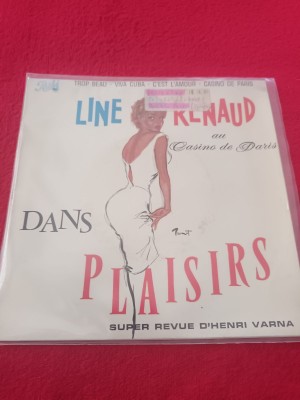 TROP BEAU - VIVA CUBA - C'EST L'AMOUR - CASINO DE PARIS
LINE RENAUD
au
Casino de Paris
DANS
PLAISIRS
SUPER REVUE D'HENRI VARNA